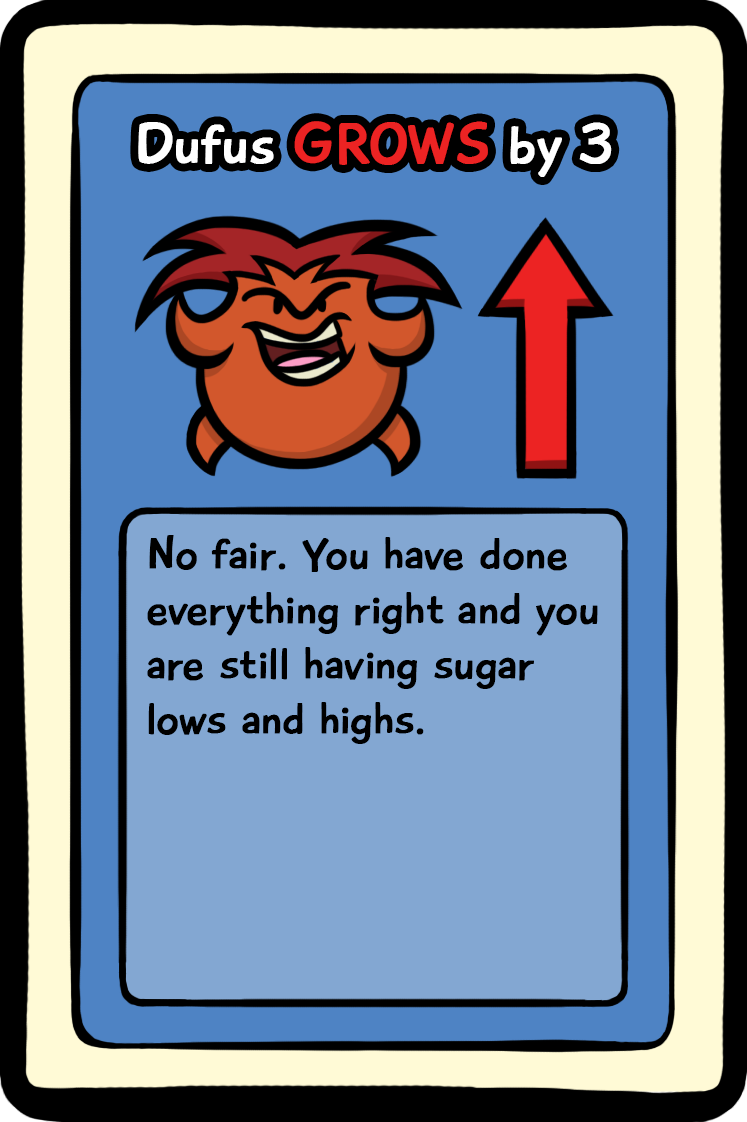 Dufus GROWS by 3
No fair. You have done
everything right and you
are still having sugar
lows and highs.